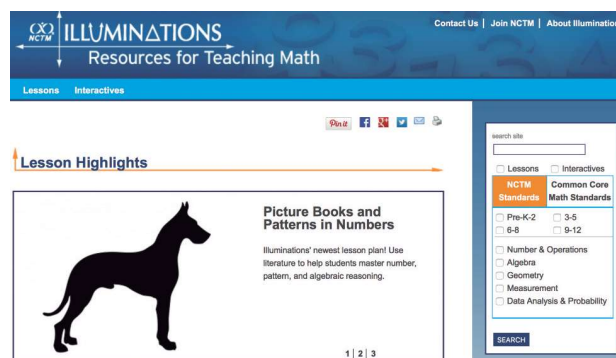 Contact Us | Join NCTM | About Illumination
NCTM ILLUMINATIONS
Resources for Teaching Math
Lessons Interactives
Pin it
search site
Lesson Highlights
Lessons Interactives
NCTM Standards Common Core Math Standards
Pre-K-2 3-5
6-8 9-12
Picture Books and
Patterns in Numbers
Illuminations' newest lesson plan! Use
literature to help students master number,
pattern, and algebraic reasoning.
Number & Operations
Algebra
Geometry
Measurement
Data Analysis & Probability
SEARCH
1 | 2 | 3